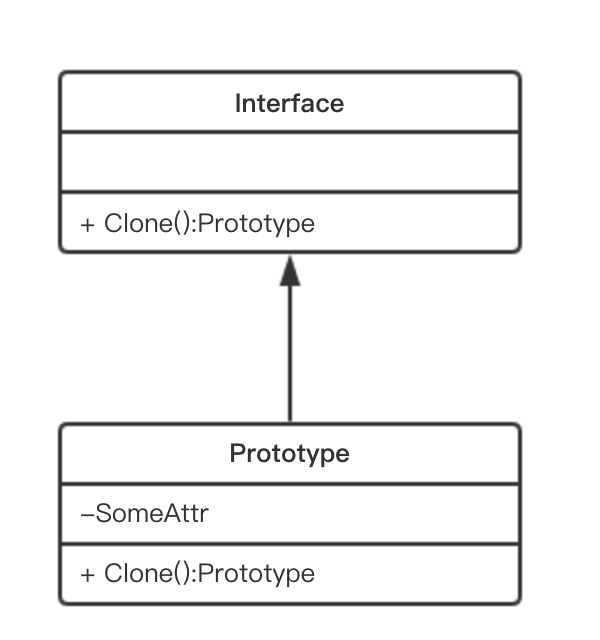 Interface
+ Clone():Prototype
Prototype
–SomeAttr
+ Clone():Prototype